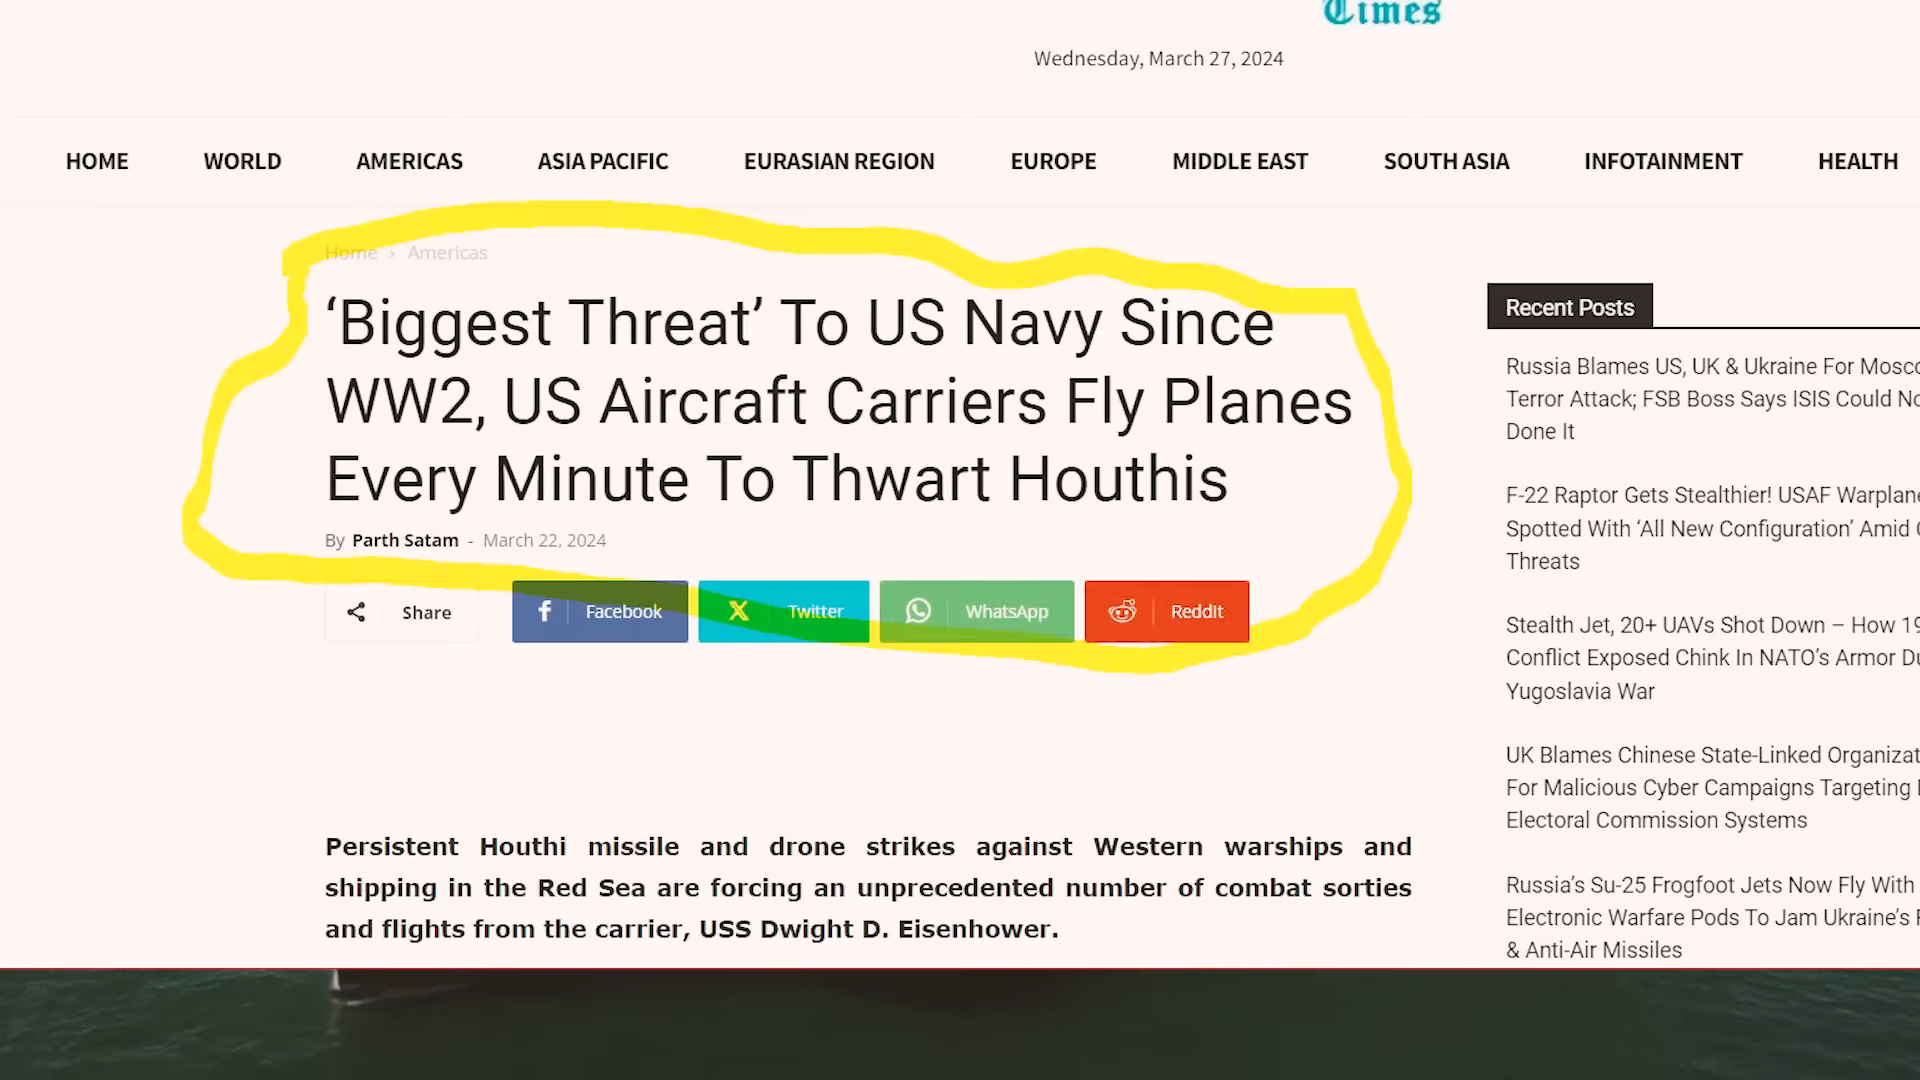 Times
Wednesday, March 27, 2024
HOME WORLD AMERICAS ASIA PACIFIC EURASIAN REGION EUROPE MIDDLE EAST SOUTH ASIA INFOTAINMENT HEALTH
Home › Americas
‘Biggest Threat’ To US Navy Since
WW2, US Aircraft Carriers Fly Planes
Every Minute To Thwart Houthis
By Parth Satam - March 22, 2024
Share Facebook Twitter WhatsApp ReddIt
Persistent Houthi missile and drone strikes against Western warships and
shipping in the Red Sea are forcing an unprecedented number of combat sorties
and flights from the carrier, USS Dwight D. Eisenhower.
Recent Posts
Russia Blames US, UK & Ukraine For
Terror Attack; FSB Boss Says ISIS Could
Done It
F-22 Raptor Gets Stealthier! USAF
Spotted With ‘All New Configuration’ Amid
Threats
Stealth Jet, 20+ UAVs Shot Down – How
Conflict Exposed Chink In NATO’s Armor
Yugoslavia War
UK Blames Chinese State-Linked
For Malicious Cyber Campaigns Targeting
Electoral Commission Systems
Russia’s Su-25 Frogfoot Jets Now Fly With
Electronic Warfare Pods To Jam Ukraine’s
& Anti-Air Missiles